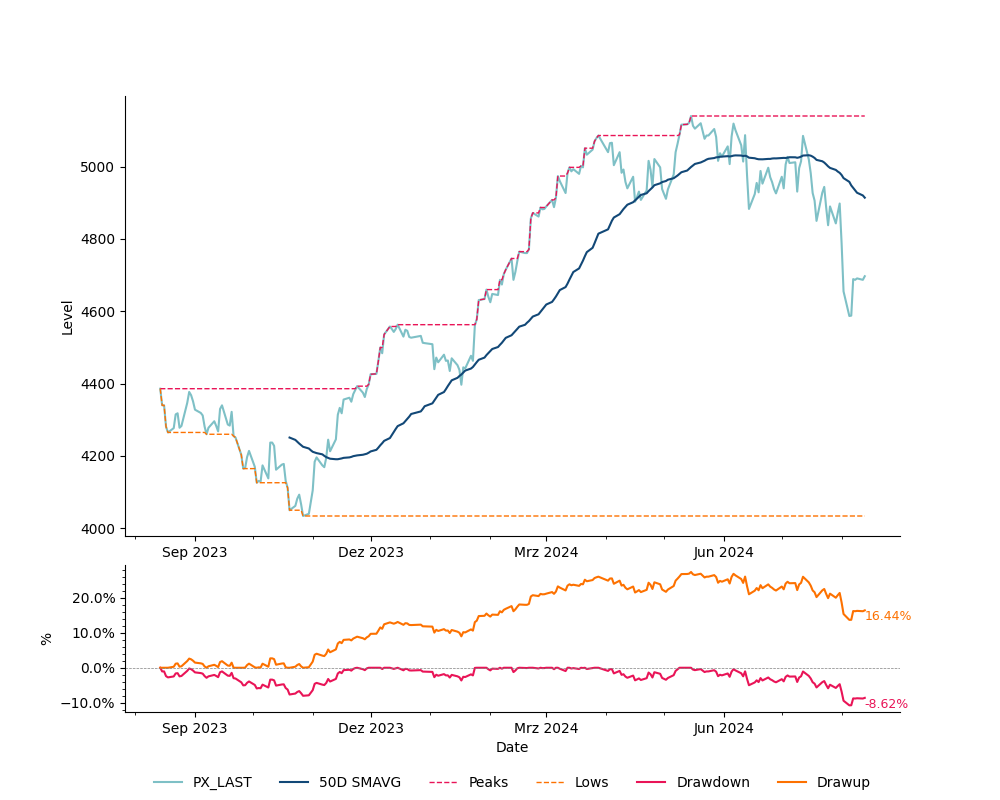 5000
4800
4600
4400
4200
4000
Level
Sep 2023 Dez 2023 Mrz 2024 Jun 2024
20.0%
10.0%
0.0%
−10.0%
%
16.44%
-8.62%
Sep 2023 Dez 2023 Mrz 2024 Jun 2024
Date
PX_LAST 50D SMAVG Peaks Lows Drawdown Drawup